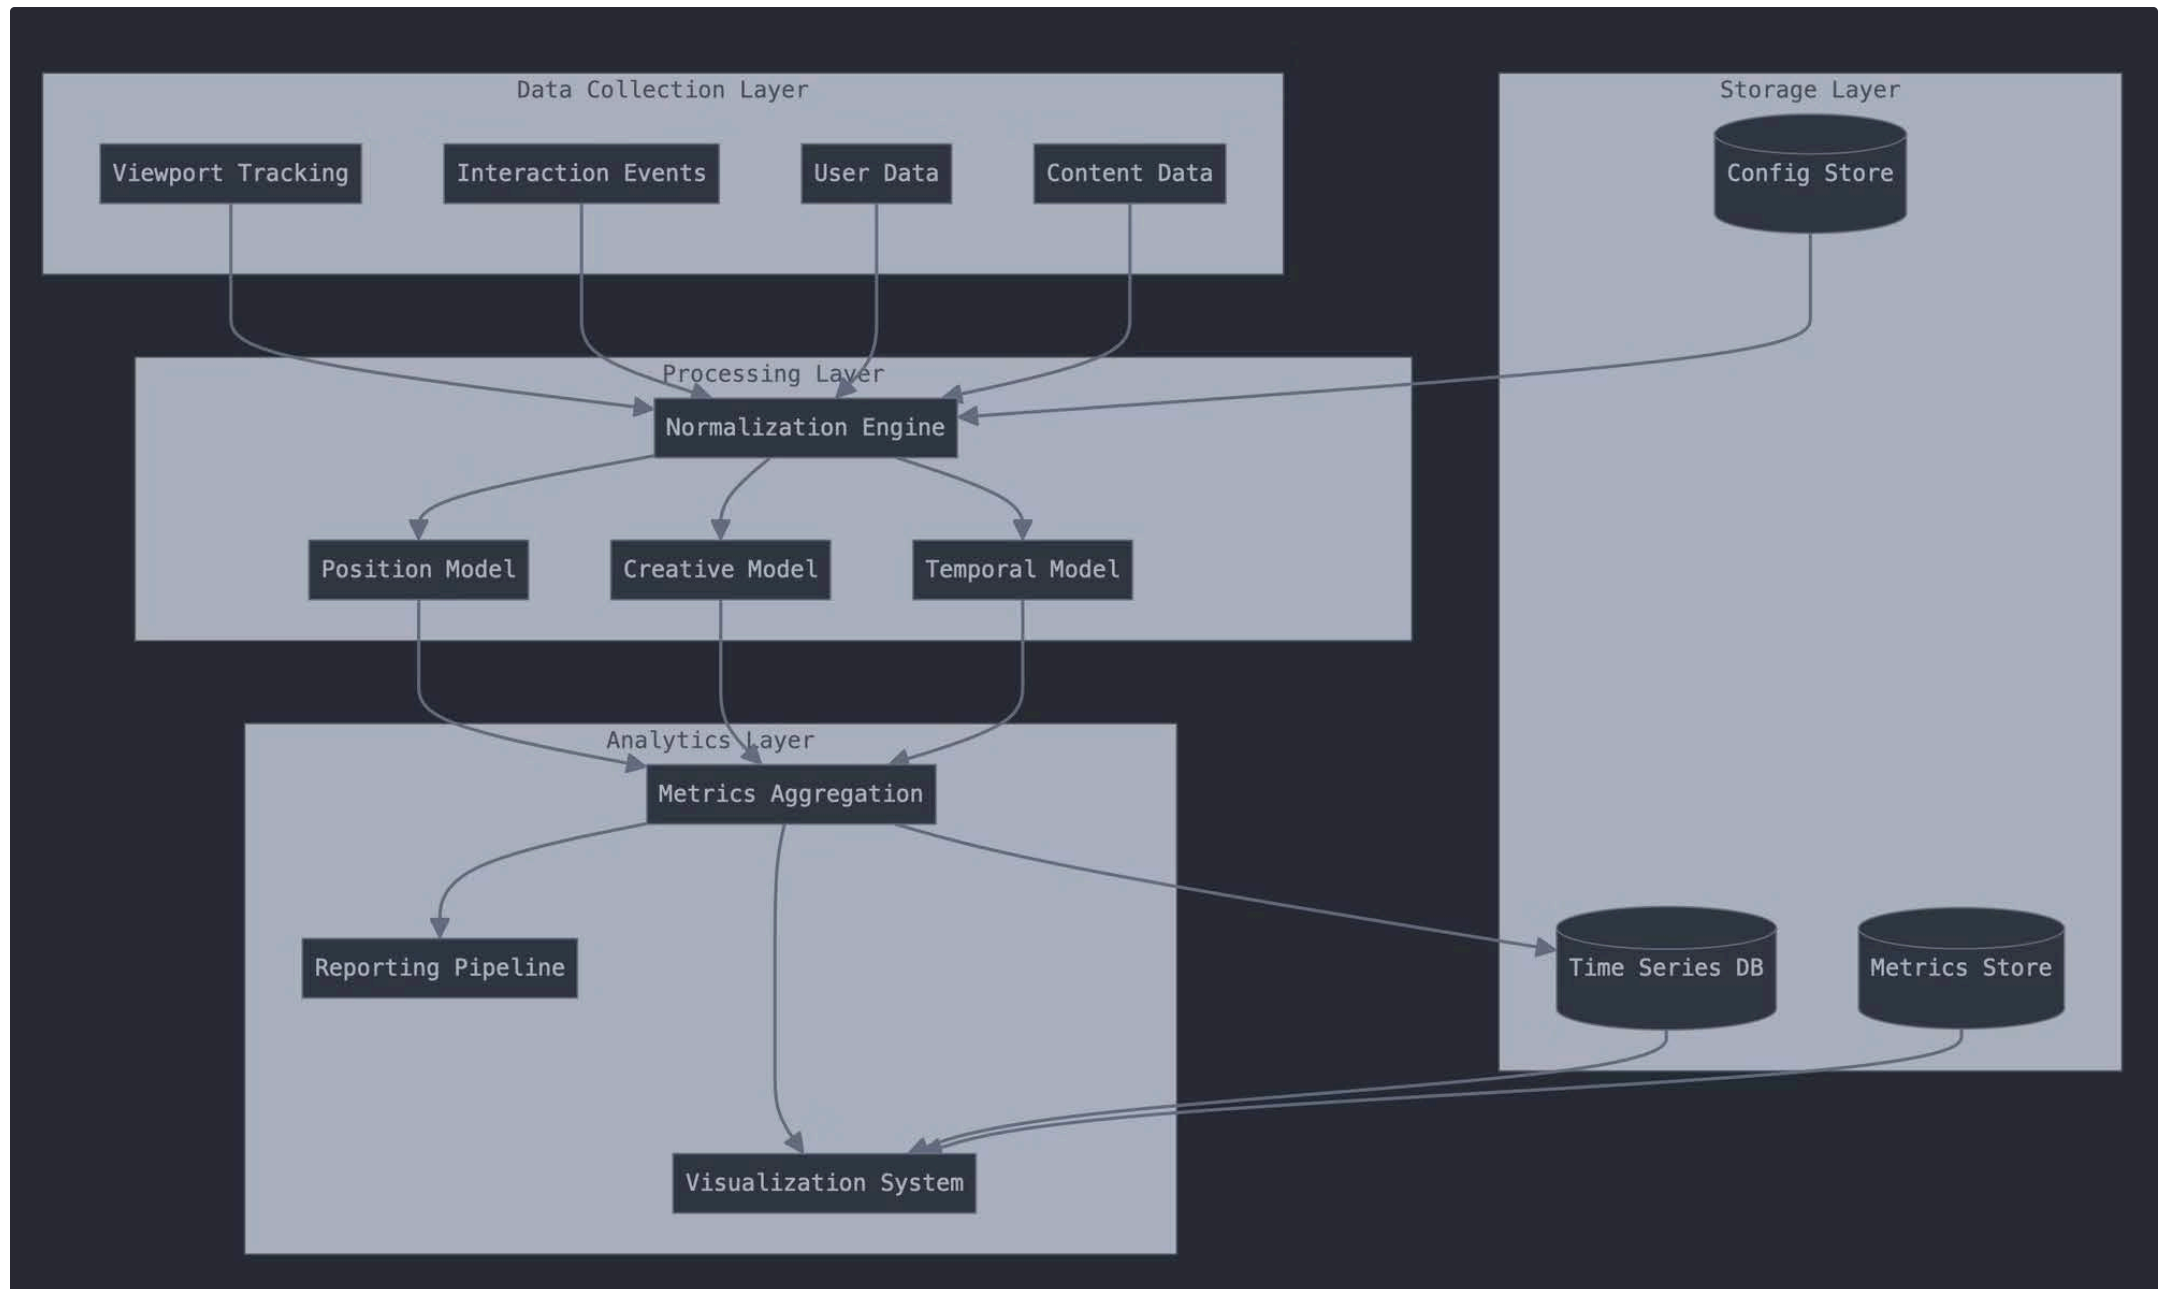 Data Collection Layer
Viewport Tracking
Interaction Events
User Data
Content Data
Storage Layer
Config Store
Processing Layer
Normalization Engine
Position Model
Creative Model
Temporal Model
Analytics Layer
Metrics Aggregation
Reporting Pipeline
Time Series DB
Metrics Store
Visualization System